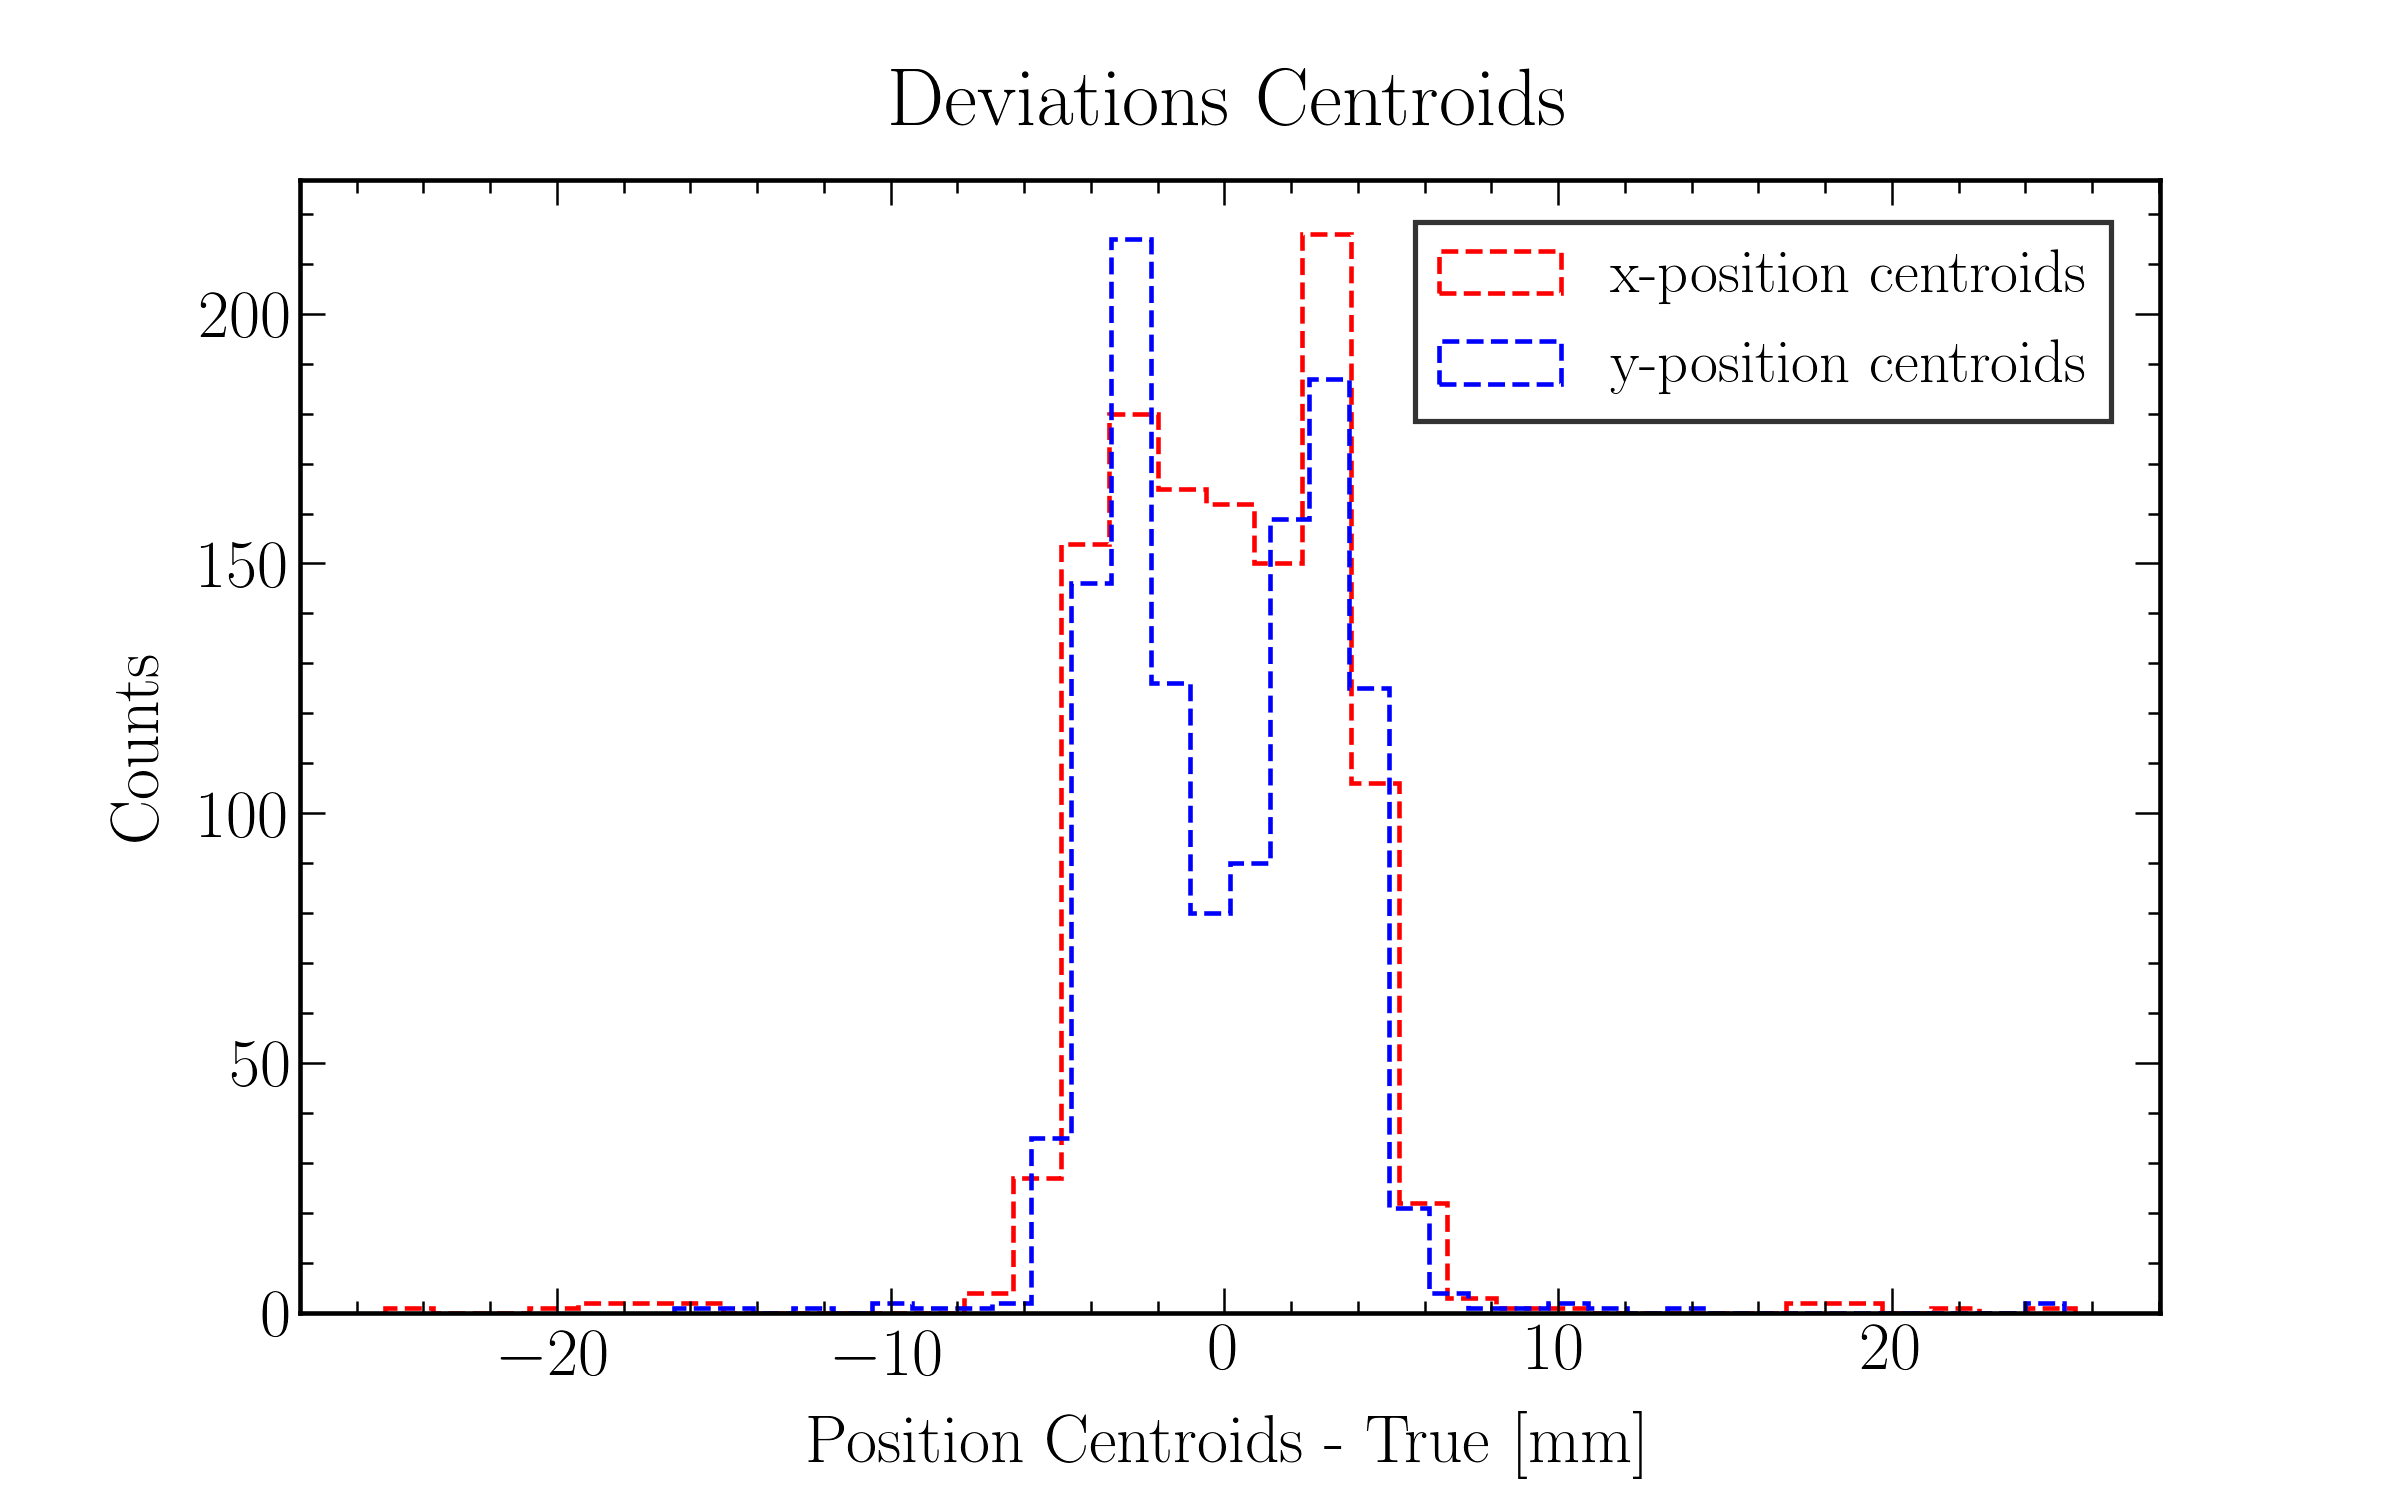 Deviations Centroids
x-position centroids
y-position centroids
200
150
100
50
0
Counts
−20 −10 0 10 20
Position Centroids - True [mm]